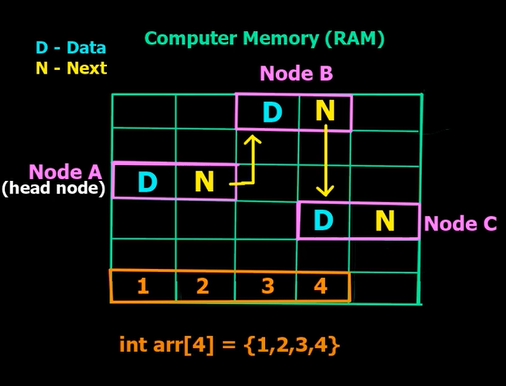 Computer Memory (RAM)
D - Data
N - Next
Node B
D N
Node A
(head node)
D N
D N
Node C
1 2 3 4
int arr[4] = {1,2,3,4}